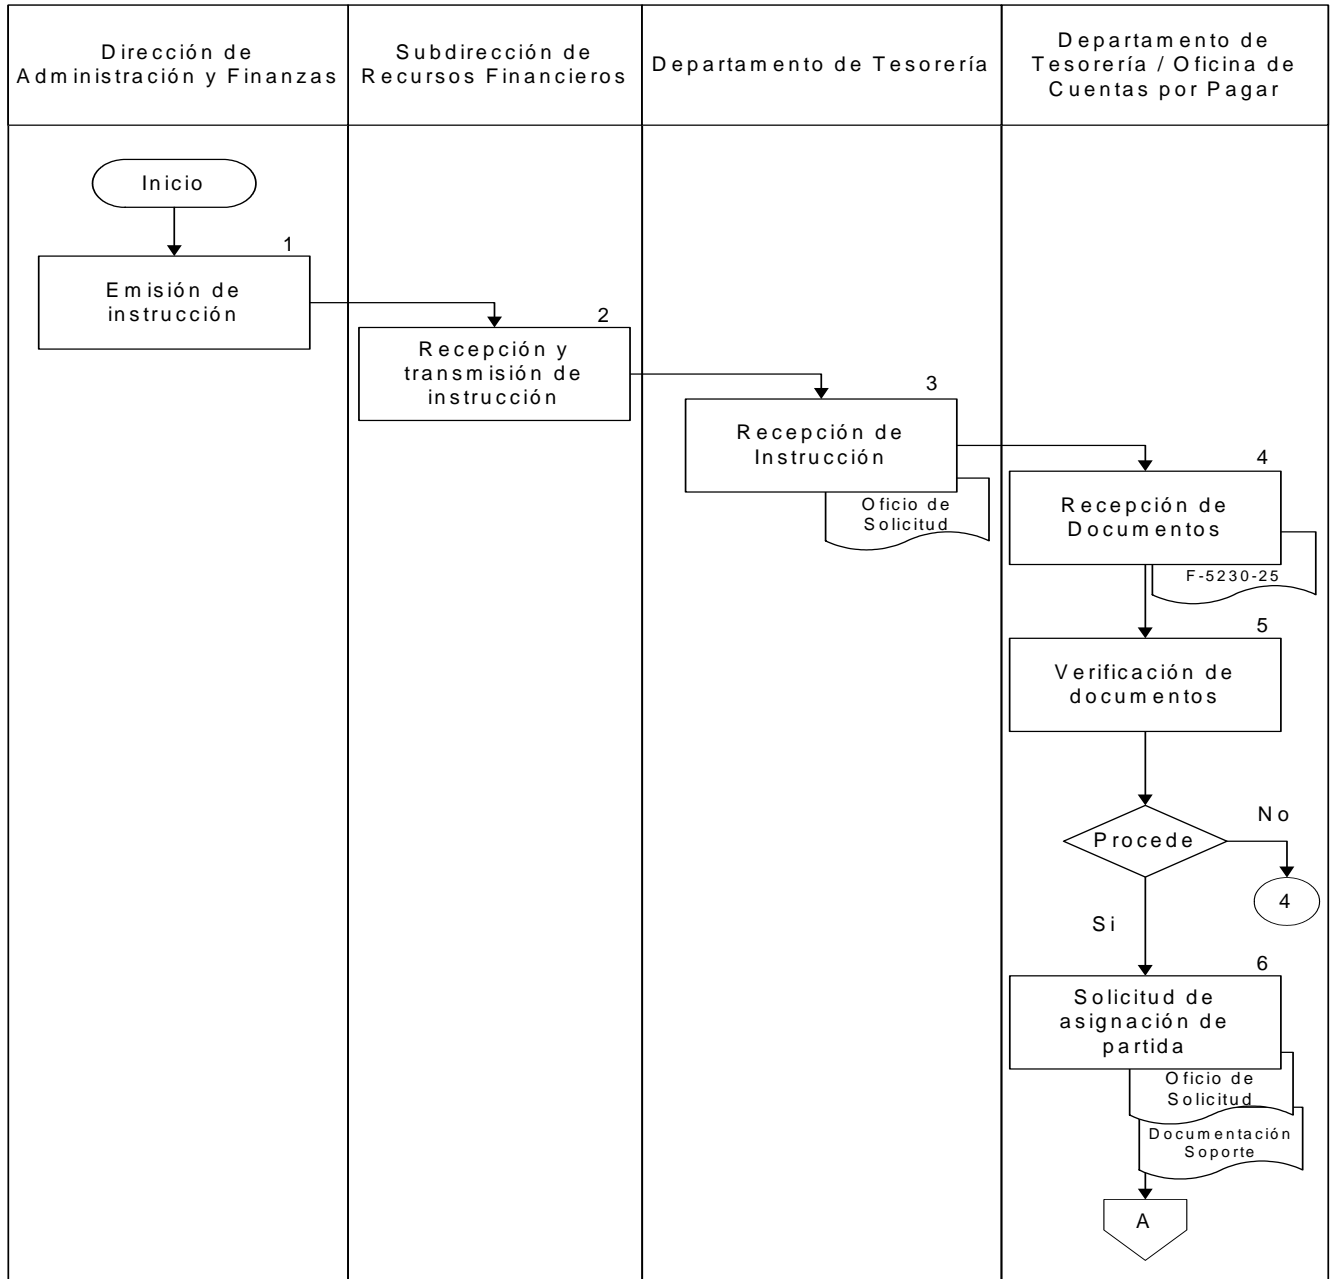 Dirección de
Administración y Finanzas
Subdirección de
Recursos Financieros
Departamento de Tesorería
Departamento de
Tesorería / Oficina de
Cuentas por Pagar
Inicio
1
Emisión de
instrucción
2
Recepción y
transmisión de
instrucción
3
Recepción de
Instrucción
Oficio de
Solicitud
4
Recepción de
Documentos
F-5230-25
5
Verificación de
documentos
Procede
No
4
Si
6
Solicitud de
asignación de
partida
Oficio de
Solicitud
Documentación
Soporte
A